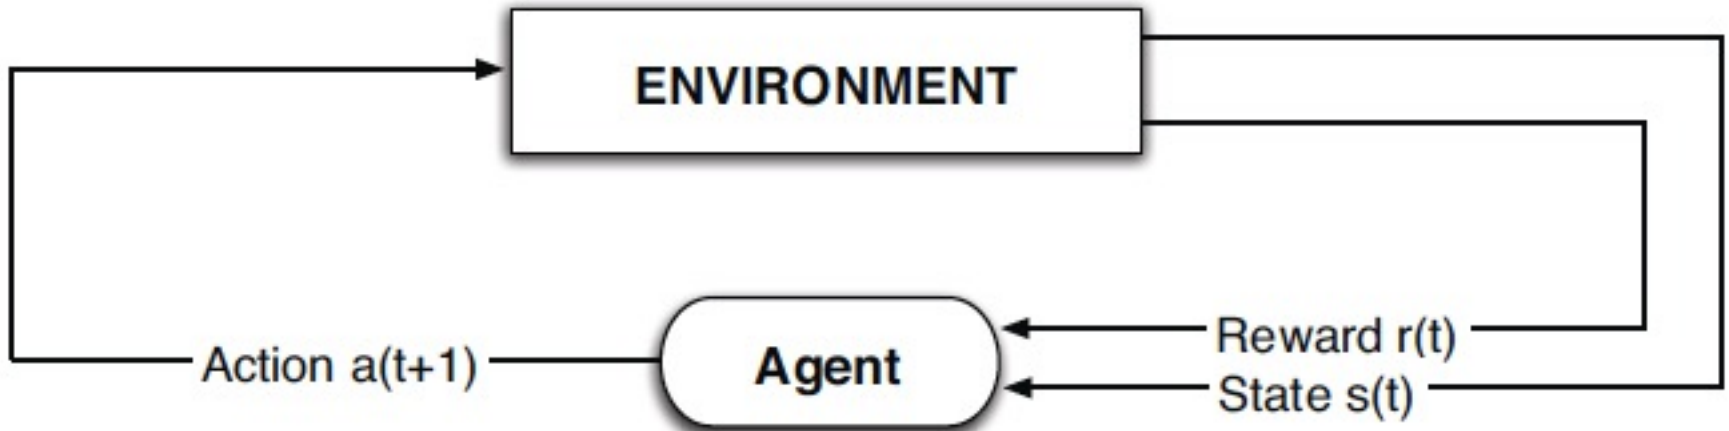 ENVIRONMENT
Reward r(t)
Action a(t+1)
Agent
State s(t)